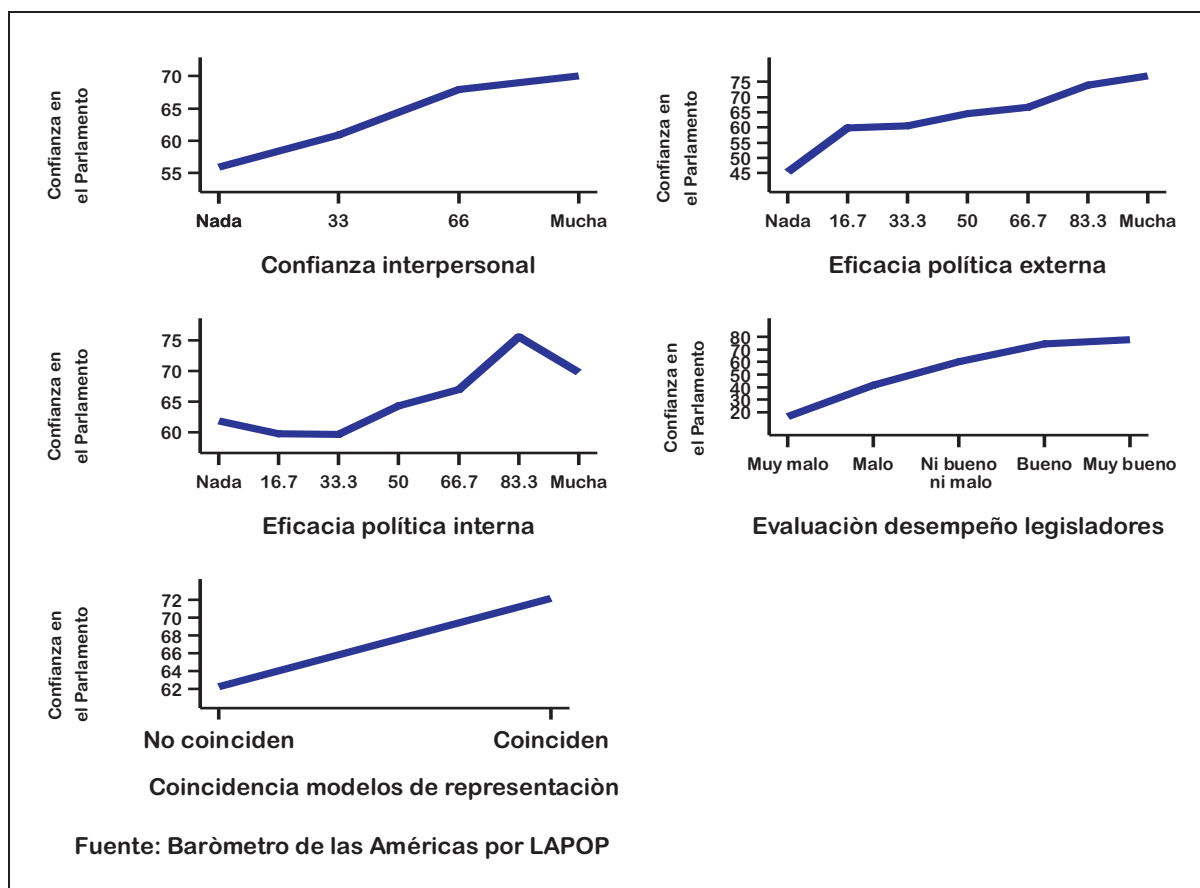 Confianza en
el Parlamento
70
65
60
55
Nada 33 66 Mucha
Confianza interpersonal
Confianza en
el Parlamento
75
70
65
60
55
50
45
Nada 16.7 33.3 50 66.7 83.3 Mucha
Eficacia política externa
Confianza en
el Parlamento
75
70
65
60
Nada 16.7 33.3 50 66.7 83.3 Mucha
Eficacia política interna
Confianza en
el Parlamento
80
70
60
50
40
30
20
Muy malo Malo Ni bueno Bueno Muy bueno
ni malo
Evaluaciòn desempeño legisladores
Confianza en
el Parlamento
72
70
68
66
64
62
No coinciden Coinciden
Coincidencia modelos de representaciòn
Fuente: Baròmetro de las Américas por LAPOP